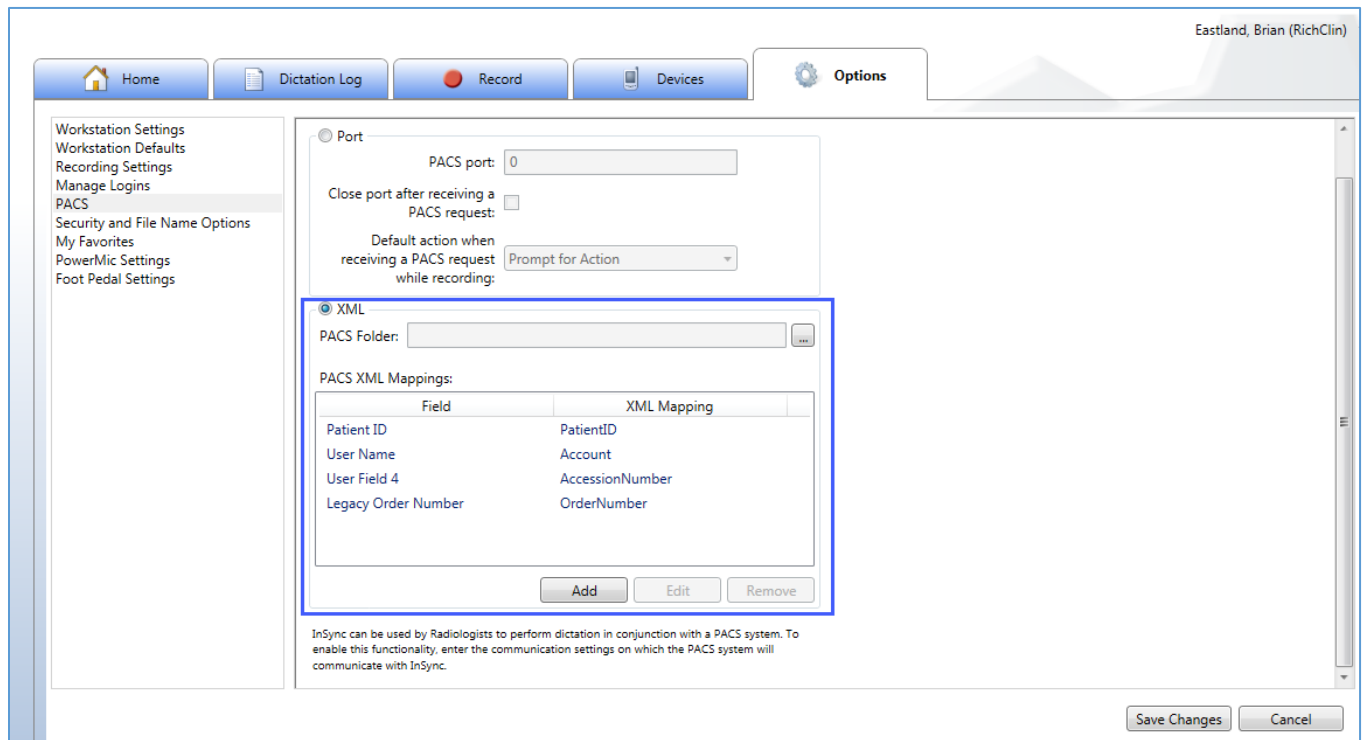 Eastland, Brian (RichClin)
Home
Dictation Log
Record
Devices
Options
Workstation Settings
Workstation Defaults
Recording Settings
Manage Logins
PACS
Security and File Name Options
My Favorites
PowerMic Settings
Foot Pedal Settings
Port
PACS port: 0
Close port after receiving a
PACS request:
Default action when
receiving a PACS request
while recording:
Prompt for Action
XML
PACS Folder:
...
PACS XML Mappings:
Field XML Mapping
Patient ID PatientID
User Name Account
User Field 4 AccessionNumber
Legacy Order Number OrderNumber
Add Edit Remove
InSync can be used by Radiologists to perform dictation in conjunction with a PACS system. To
enable this functionality, enter the communication settings on which the PACS system will
communicate with InSync.
Save Changes Cancel